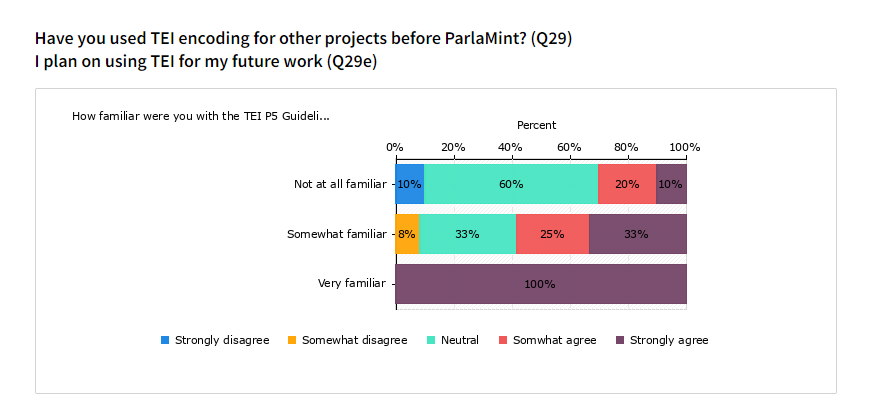 Have you used TEI encoding for other projects before ParlaMint? (Q29)
I plan on using TEI for my future work (Q29e)
How familiar were you with the TEI P5 Guideli...
Percent
0% 20% 40% 60% 80% 100%
Not at all familiar 10% 60% 20% 10%
Somewhat familiar 8% 33% 25% 33%
Very familiar 100%
Strongly disagree Somewhat disagree Neutral Somwhat agree Strongly agree